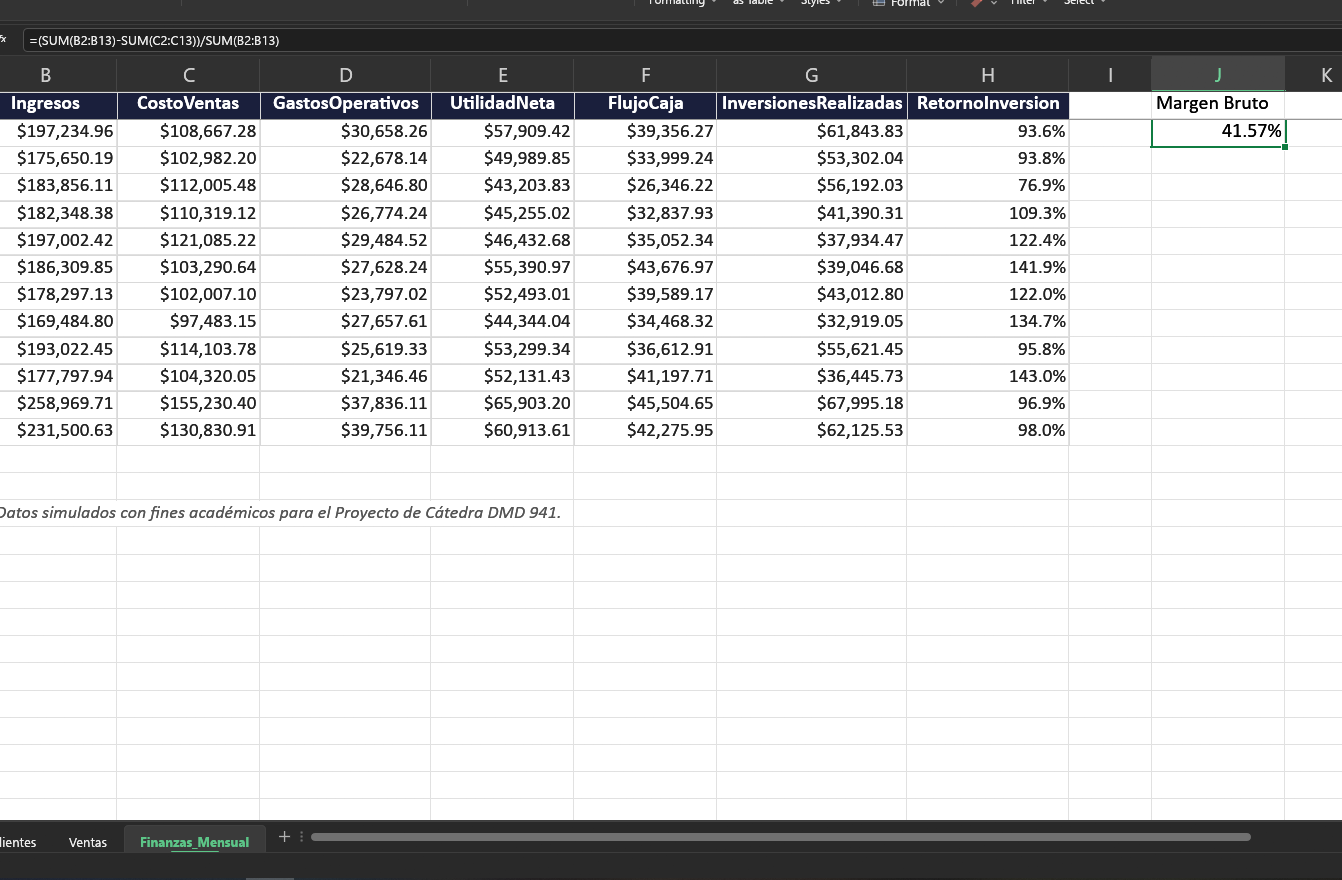 Formatting as Table Styles Format Filter Select
fx =(SUM(B2:B13)-SUM(C2:C13))/SUM(B2:B13)
B C D E F G H I J K
Ingresos CostoVentas GastosOperativos UtilidadNeta FlujoCaja InversionesRealizadas RetornoInversion Margen Bruto
$197,234.96 $108,667.28 $30,658.26 $57,909.42 $39,356.27 $61,843.83 93.6% 41.57%
$175,650.19 $102,982.20 $22,678.14 $49,989.85 $33,999.24 $53,302.04 93.8%
$183,856.11 $112,005.48 $28,646.80 $43,203.83 $26,346.22 $56,192.03 76.9%
$182,348.38 $110,319.12 $26,774.24 $45,255.02 $32,837.93 $41,390.31 109.3%
$197,002.42 $121,085.22 $29,484.52 $46,432.68 $35,052.34 $37,934.47 122.4%
$186,309.85 $103,290.64 $27,628.24 $55,390.97 $43,676.97 $39,046.68 141.9%
$178,297.13 $102,007.10 $23,797.02 $52,493.01 $39,589.17 $43,012.80 122.0%
$169,484.80 $97,483.15 $27,657.61 $44,344.04 $34,468.32 $32,919.05 134.7%
$193,022.45 $114,103.78 $25,619.33 $53,299.34 $36,612.91 $55,621.45 95.8%
$177,797.94 $104,320.05 $21,346.46 $52,131.43 $41,197.71 $36,445.73 143.0%
$258,969.71 $155,230.40 $37,836.11 $65,903.20 $45,504.65 $67,995.18 96.9%
$231,500.63 $130,830.91 $39,756.11 $60,913.61 $42,275.95 $62,125.53 98.0%
Datos simulados con fines académicos para el Proyecto de Cátedra DMD 941.
lientes Ventas Finanzas_Mensual +